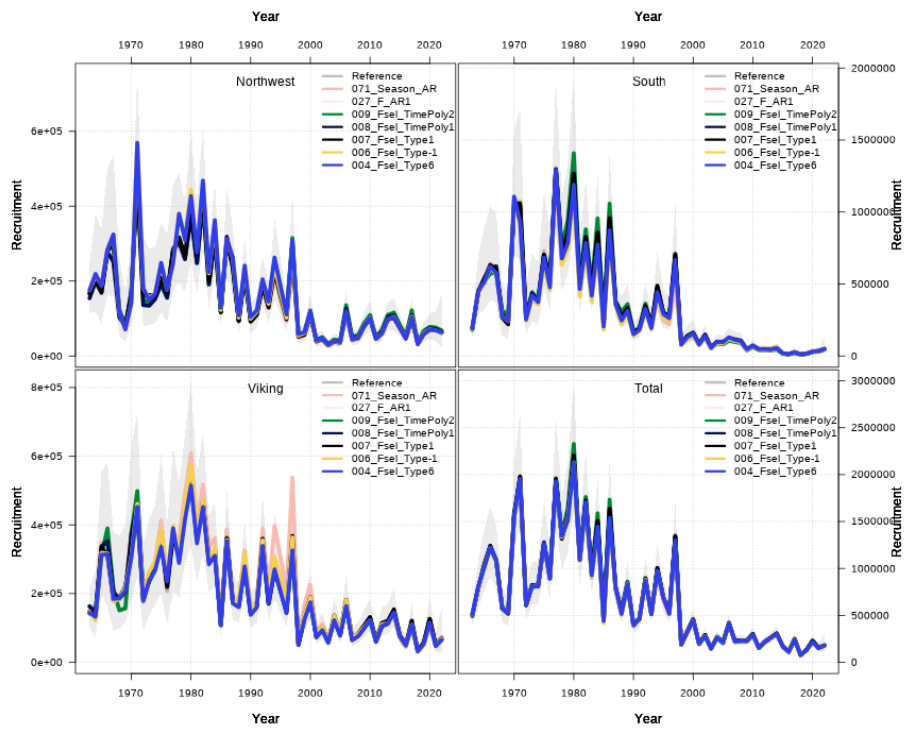 Year Year
1970 1980 1990 2000 2010 2020 1970 1980 1990 2000 2010 2020
Northwest
Reference
071_Season_AR
027_F_AR1
009_Fsel_TimePoly2
008_Fsel_TimePoly1
007_Fsel_Type1
006_Fsel_Type-1
004_Fsel_Type6
Recruitment
6e+05
4e+05
2e+05
0e+00
South
Reference
071_Season_AR
027_F_AR1
009_Fsel_TimePoly2
008_Fsel_TimePoly1
007_Fsel_Type1
006_Fsel_Type-1
004_Fsel_Type6
2000000
1500000
1000000
500000
0
Recruitment
Viking
Reference
071_Season_AR
027_F_AR1
009_Fsel_TimePoly2
008_Fsel_TimePoly1
007_Fsel_Type1
006_Fsel_Type-1
004_Fsel_Type6
Recruitment
8e+05
6e+05
4e+05
2e+05
0e+00
Total
Reference
071_Season_AR
027_F_AR1
009_Fsel_TimePoly2
008_Fsel_TimePoly1
007_Fsel_Type1
006_Fsel_Type-1
004_Fsel_Type6
3000000
2500000
2000000
1500000
1000000
500000
0
Recruitment
1970 1980 1990 2000 2010 2020 1970 1980 1990 2000 2010 2020
Year Year